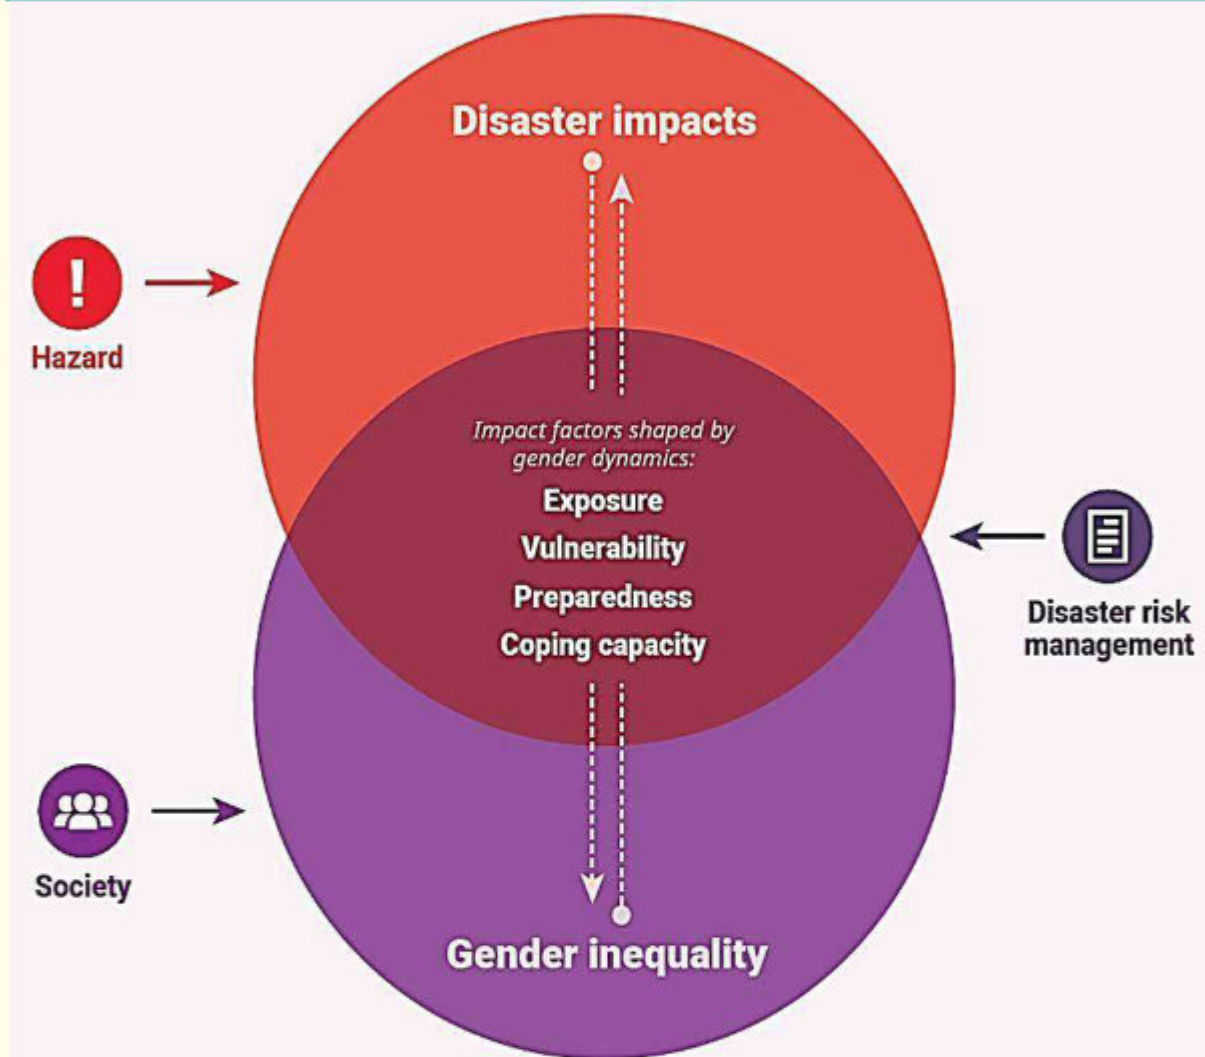 Disaster impacts
!
Hazard
Impact factors shaped by
gender dynamics:
Exposure
Vulnerability
Preparedness
Coping capacity
Disaster risk
management
Society
Gender inequality